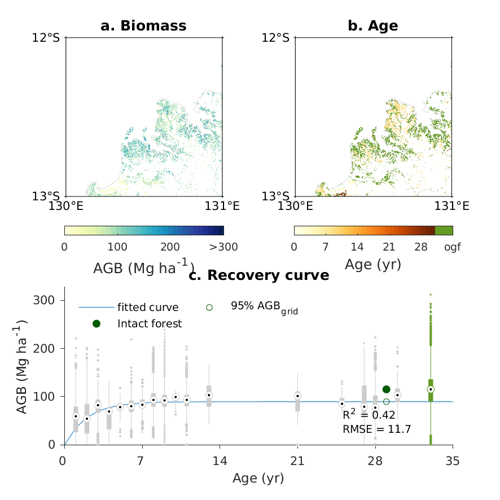 a. Biomass
b. Age
12°S
12°S
13°S
13°S
130°E
131°E
130°E
131°E
0 100 200 >300
AGB (Mg ha⁻¹)
0 7 14 21 28 ogf
Age (yr)
c. Recovery curve
fitted curve
95% AGB_grid
Intact forest
300
200
100
0
AGB (Mg ha⁻¹)
R² = 0.42
RMSE = 11.7
0 7 14 21 28 35
Age (yr)